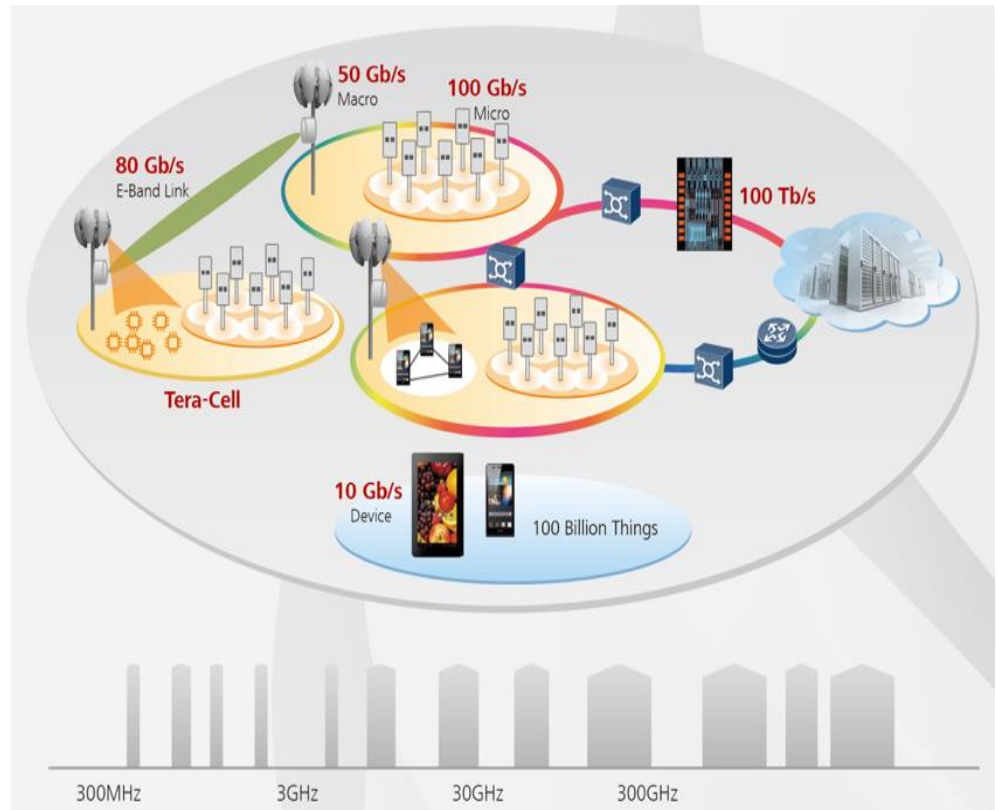 50 Gb/s
Macro
100 Gb/s
Micro
80 Gb/s
E-Band Link
100 Tb/s
Tera-Cell
10 Gb/s
Device
100 Billion Things
300MHz
3GHz
30GHz
300GHz